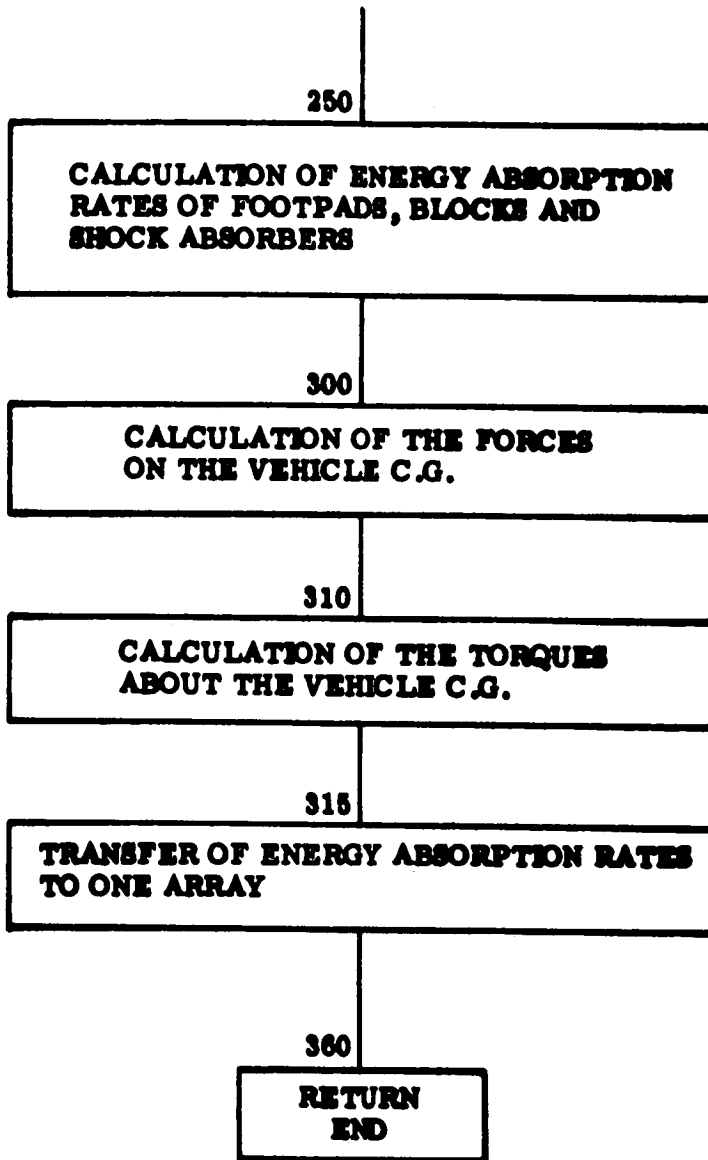 250
CALCULATION OF ENERGY ABSORPTION
RATES OF FOOTPADS, BLOCKS AND
SHOCK ABSORBERS
300
CALCULATION OF THE FORCES
ON THE VEHICLE C.G.
310
CALCULATION OF THE TORQUES
ABOUT THE VEHICLE C.G.
315
TRANSFER OF ENERGY ABSORPTION RATES
TO ONE ARRAY
360
RETURN
END